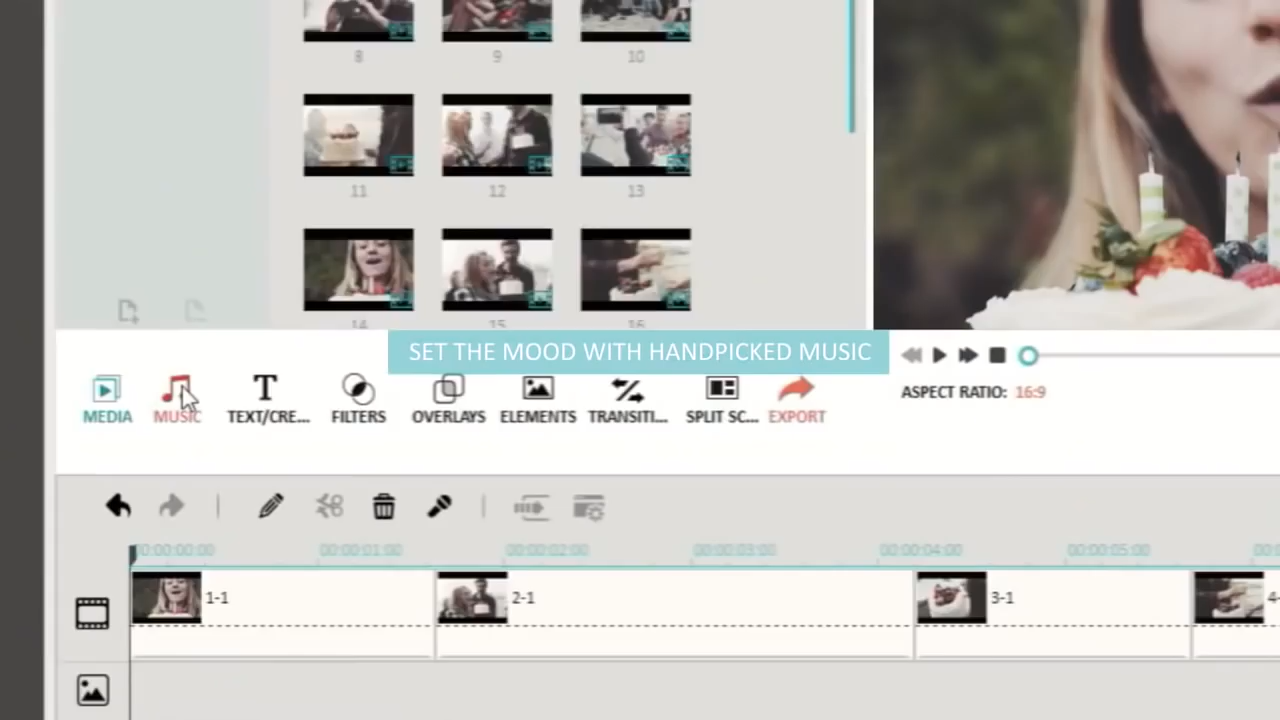 8 9 10
11 12 13
14 15 16
SET THE MOOD WITH HANDPICKED MUSIC
MEDIA MUSIC TEXT/CRE... FILTERS OVERLAYS ELEMENTS TRANSITI... SPLIT SC... EXPORT
ASPECT RATIO: 16:9
00:00:00:00 00:00:01:00 00:00:02:00 00:00:03:00 00:00:04:00 00:00:05:00
1-1 2-1 3-1